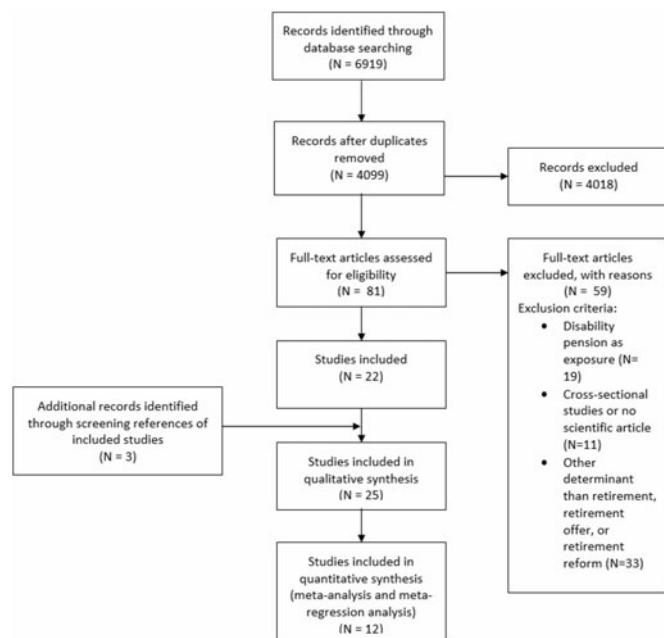 Records identified through
database searching
(N = 6919)
Records after duplicates
removed
(N = 4099)
Records excluded
(N = 4018)
Full-text articles assessed
for eligibility
(N = 81)
Full-text articles
excluded, with reasons
(N = 59)
Exclusion criteria:
• Disability
pension as
exposure (N=
19)
• Cross-sectional
studies or no
scientific article
(N=11)
• Other
determinant
than retirement,
retirement
offer, or
retirement
reform (N=33)
Studies included
(N = 22)
Additional records identified
through screening references of
included studies
(N = 3)
Studies included in
qualitative synthesis
(N = 25)
Studies included in
quantitative synthesis
(meta-analysis and meta-
regression analysis)
(N = 12)